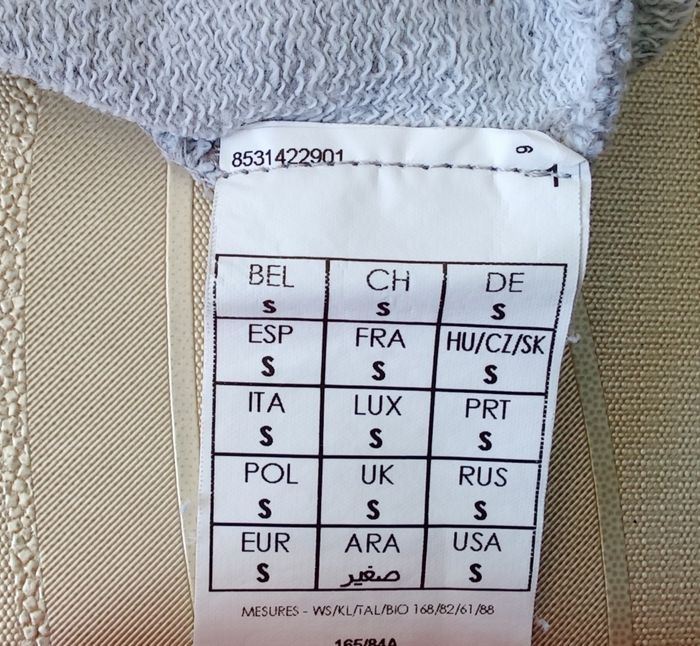 8531422901 6
1
BEL CH DE
S S S
ESP FRA HU/CZ/SK
S S S
ITA LUX PRT
S S S
POL UK RUS
S S S
EUR ARA USA
S صغير S
MESURES - WS/KL/TAL/BIO 168/82/61/88
165/84A